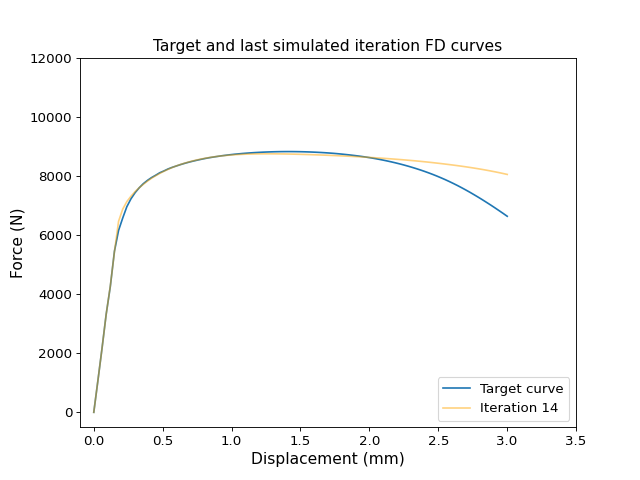 Target and last simulated iteration FD curves
12000
10000
8000
6000
4000
2000
0
Force (N)
0.0 0.5 1.0 1.5 2.0 2.5 3.0 3.5
Displacement (mm)
Target curve
Iteration 14